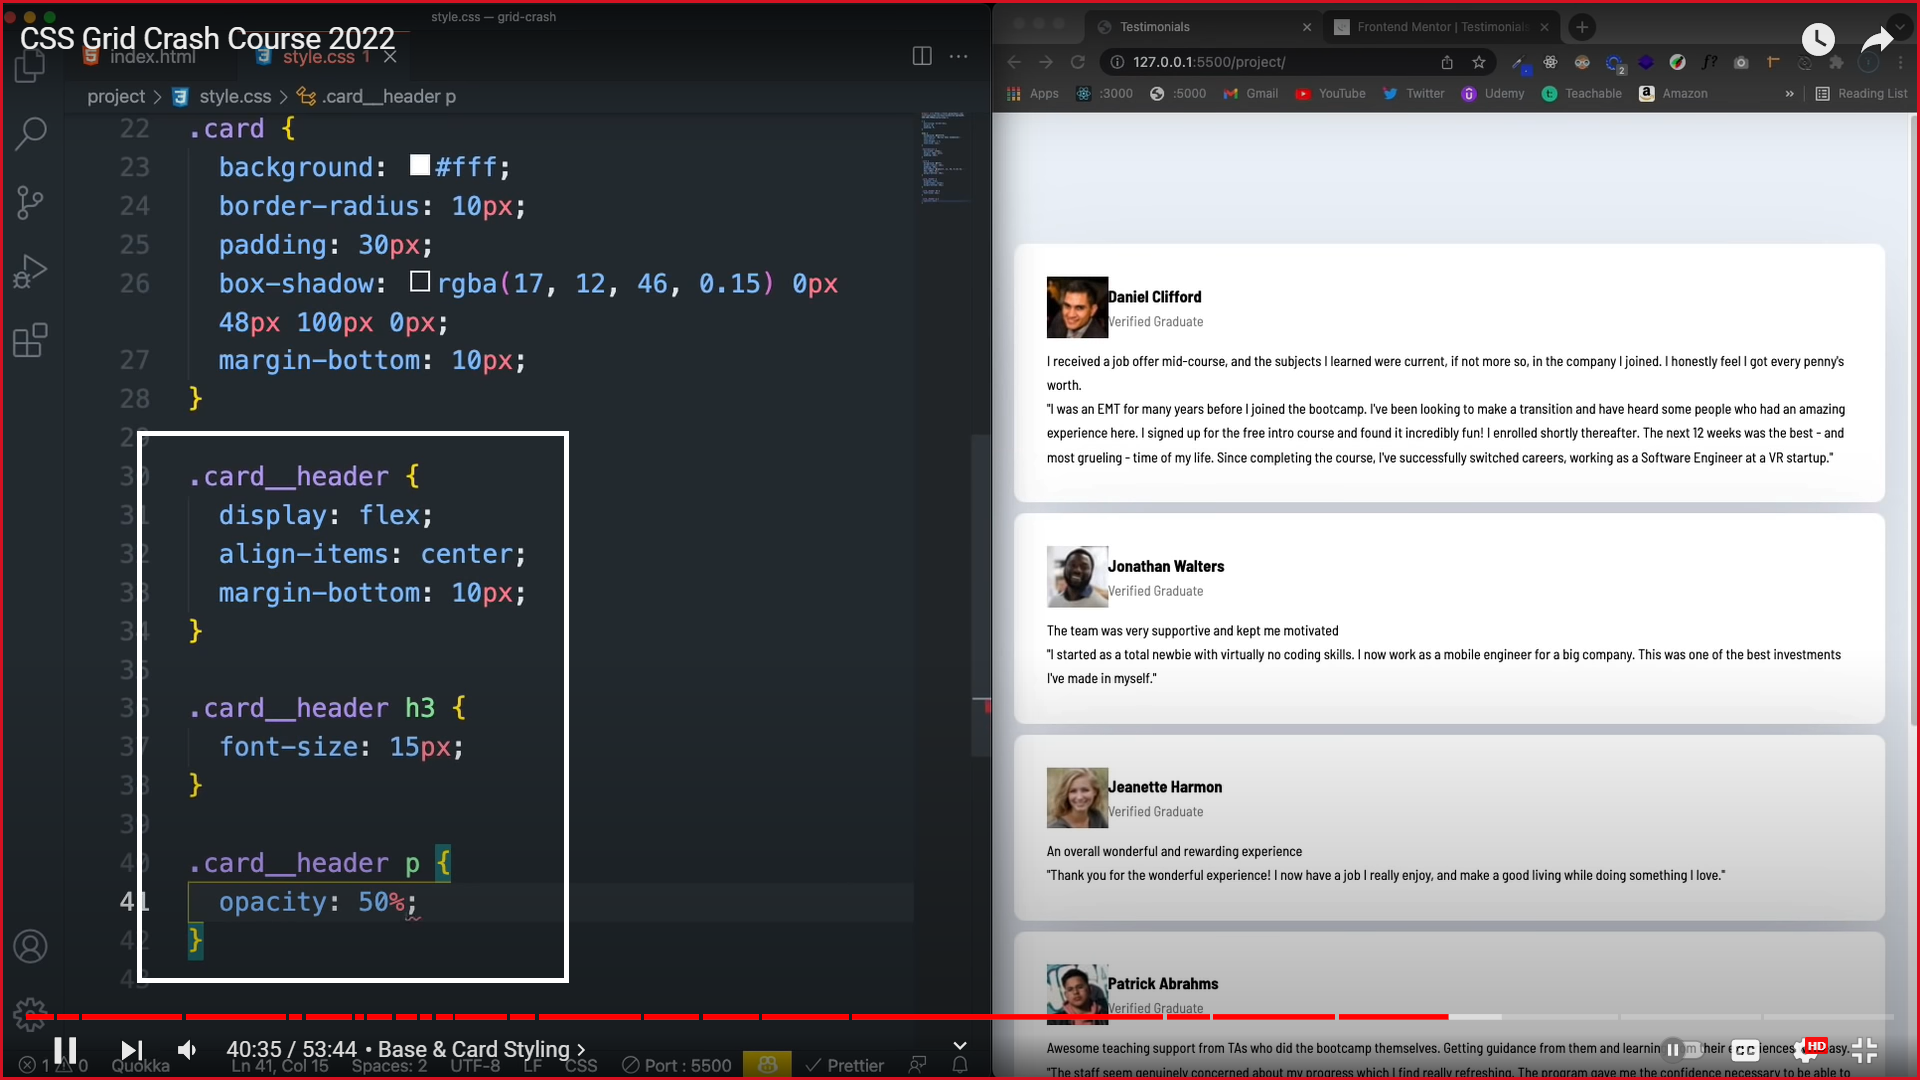 style.css — grid-crash
CSS Grid Crash Course 2022
index.html
style.css 1
project > style.css > .card__header p
22 .card {
23 background: #fff;
24 border-radius: 10px;
25 padding: 30px;
26 box-shadow: rgba(17, 12, 46, 0.15) 0px
48px 100px 0px;
27 margin-bottom: 10px;
28 }
29
30 .card__header {
31 display: flex;
32 align-items: center;
33 margin-bottom: 10px;
34 }
35
36 .card__header h3 {
37 font-size: 15px;
38 }
39
40 .card__header p {
41 opacity: 50%;
42 }
43
40:35 / 53:44 • Base & Card Styling >
1 0 Quokka Ln 41, Col 15 Spaces: 2 UTF-8 LF CSS Port : 5500 Prettier
Testimonials
Frontend Mentor | Testimonials
127.0.0.1:5500/project/
Apps :3000 :5000 Gmail YouTube Twitter Udemy Teachable Amazon » Reading List
Daniel Clifford
Verified Graduate
I received a job offer mid-course, and the subjects I learned were current, if not more so, in the company I joined. I honestly feel I got every penny's
worth.
"I was an EMT for many years before I joined the bootcamp. I've been looking to make a transition and have heard some people who had an amazing
experience here. I signed up for the free intro course and found it incredibly fun! I enrolled shortly thereafter. The next 12 weeks was the best - and
most grueling - time of my life. Since completing the course, I've successfully switched careers, working as a Software Engineer at a VR startup."
Jonathan Walters
Verified Graduate
The team was very supportive and kept me motivated
"I started as a total newbie with virtually no coding skills. I now work as a mobile engineer for a big company. This was one of the best investments
I've made in myself."
Jeanette Harmon
Verified Graduate
An overall wonderful and rewarding experience
"Thank you for the wonderful experience! I now have a job I really enjoy, and make a good living while doing something I love."
Patrick Abrahms
Verified Graduate
Awesome teaching support from TAs who did the bootcamp themselves. Getting guidance from them and learning their easy.
"The staff seem genuinely concerned about my progress which I find really refreshing. The program gave me the confidence necessary to be able to
CC
HD